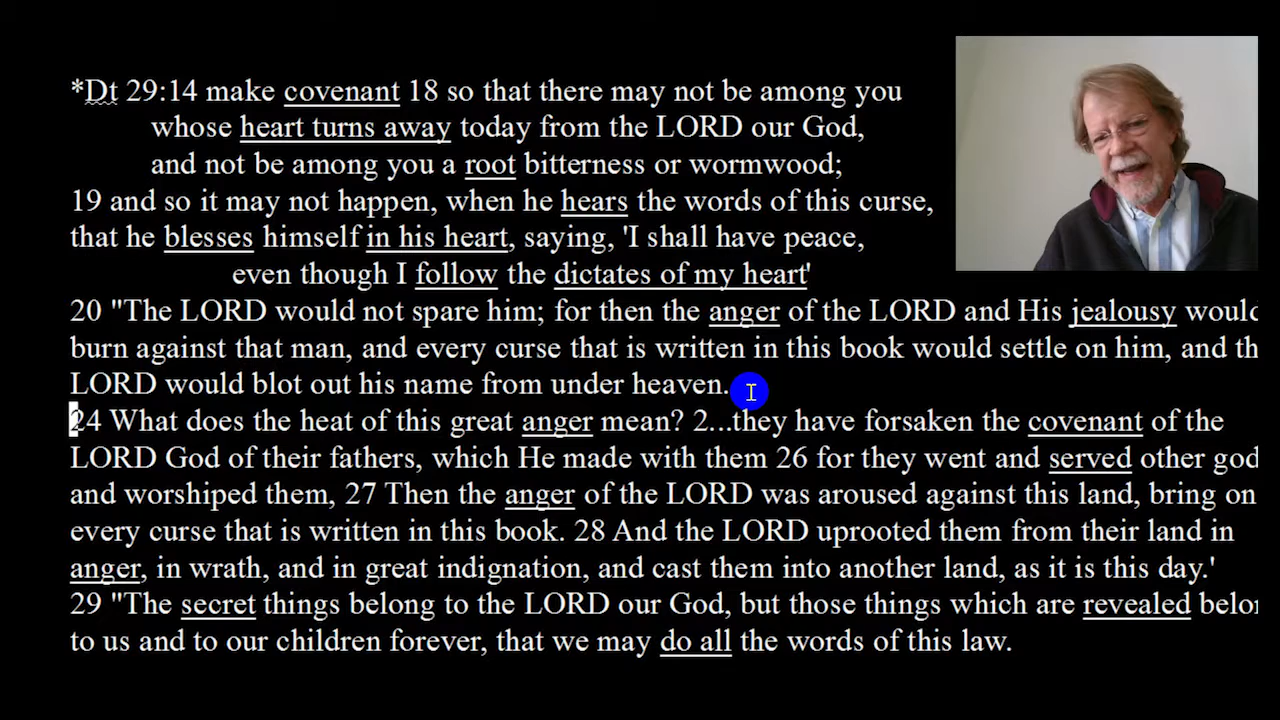 *Dt 29:14 make covenant 18 so that there may not be among you
whose heart turns away today from the LORD our God,
and not be among you a root bitterness or wormwood;
19 and so it may not happen, when he hears the words of this curse,
that he blesses himself in his heart, saying, 'I shall have peace,
even though I follow the dictates of my heart'
20 "The LORD would not spare him; for then the anger of the LORD and His jealousy would
burn against that man, and every curse that is written in this book would settle on him, and th
LORD would blot out his name from under heaven.
24 What does the heat of this great anger mean? 2...they have forsaken the covenant of the
LORD God of their fathers, which He made with them 26 for they went and served other god
and worshiped them, 27 Then the anger of the LORD was aroused against this land, bring on
every curse that is written in this book. 28 And the LORD uprooted them from their land in
anger, in wrath, and in great indignation, and cast them into another land, as it is this day.'
29 "The secret things belong to the LORD our God, but those things which are revealed belon
to us and to our children forever, that we may do all the words of this law.